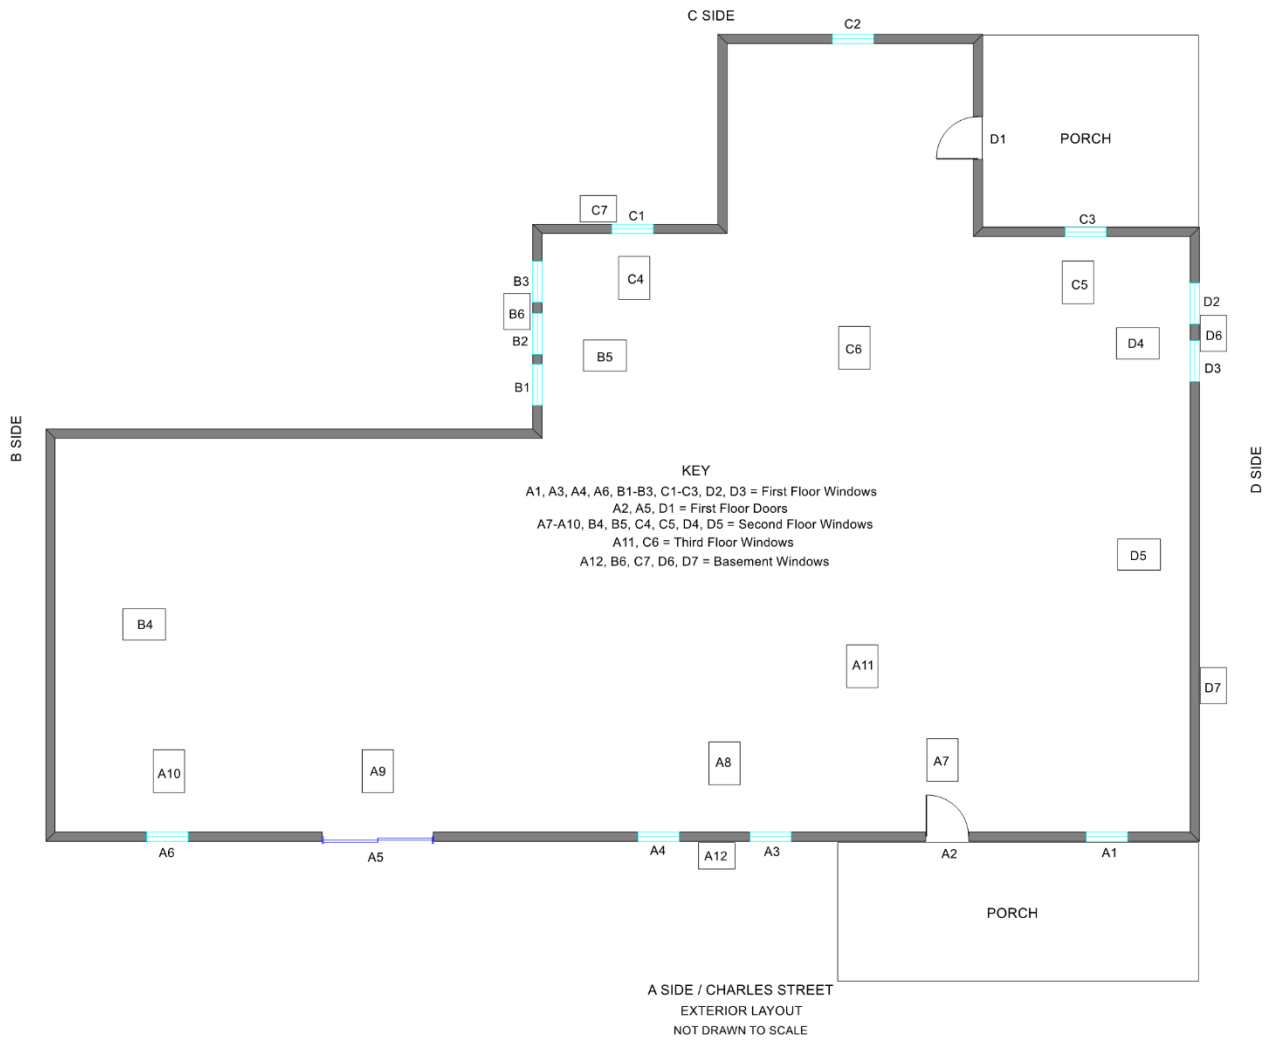 C SIDE
C2
D1
PORCH
C7
C1
C3
B3
C4
C5
D2
B6
B2
B5
C6
D4
D6
D3
B1
B SIDE
D SIDE
KEY
A1, A3, A4, A6, B1-B3, C1-C3, D2, D3 = First Floor Windows
A2, A5, D1 = First Floor Doors
A7-A10, B4, B5, C4, C5, D4, D5 = Second Floor Windows
A11, C6 = Third Floor Windows
A12, B6, C7, D6, D7 = Basement Windows
D5
B4
A11
D7
A10
A9
A8
A7
A6
A5
A4
A12
A3
A2
A1
PORCH
A SIDE / CHARLES STREET
EXTERIOR LAYOUT
NOT DRAWN TO SCALE